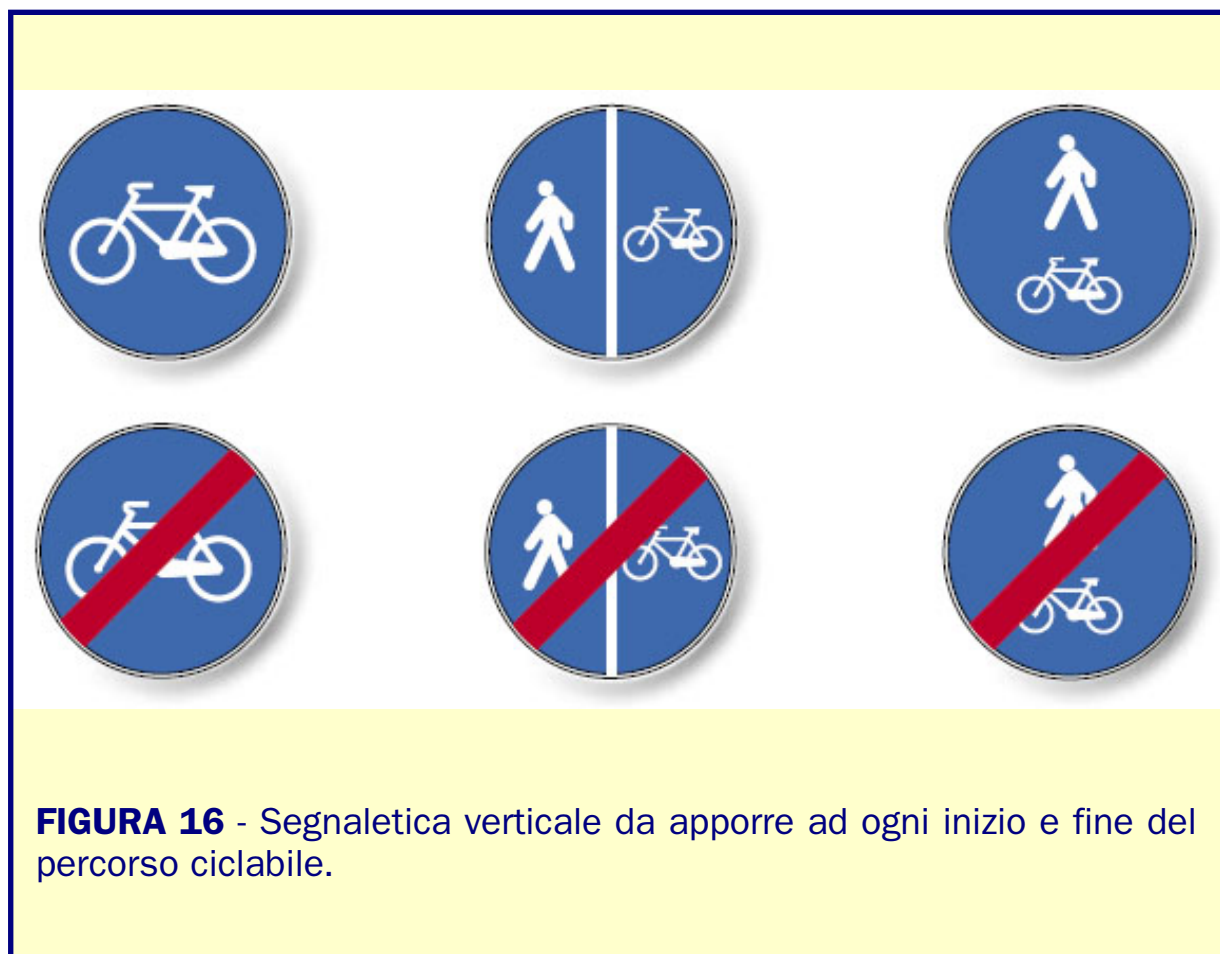 FIGURA 16 - Segnaletica verticale da apporre ad ogni inizio e fine del
percorso ciclabile.